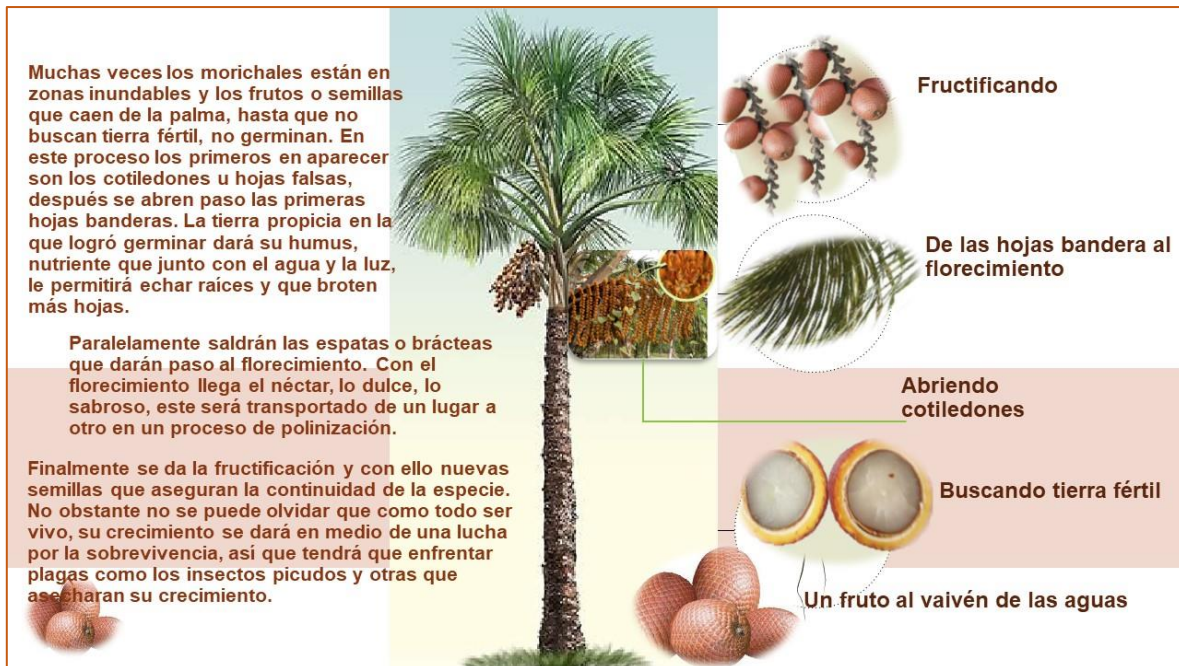 Muchas veces los morichales están en
zonas inundables y los frutos o semillas
que caen de la palma, hasta que no
buscan tierra fértil, no germinan. En
este proceso los primeros en aparecer
son los cotiledones u hojas falsas,
después se abren paso las primeras
hojas banderas. La tierra propicia en la
que logró germinar dará su humus,
nutriente que junto con el agua y la luz,
le permitirá echar raíces y que broten
más hojas.
Paralelamente saldrán las espatas o brácteas
que darán paso al florecimiento. Con el
florecimiento llega el néctar, lo dulce, lo
sabroso, este será transportado de un lugar a
otro en un proceso de polinización.
Finalmente se da la fructificación y con ello nuevas
semillas que aseguran la continuidad de la especie.
No obstante no se puede olvidar que como todo ser
vivo, su crecimiento se dará en medio de una lucha
por la sobrevivencia, así que tendrá que enfrentar
plagas como los insectos picudos y otras que
asecharan su crecimiento.
Fructificando
De las hojas bandera al
florecimiento
Abriendo
cotiledones
Buscando tierra fértil
Un fruto al vaivén de las aguas